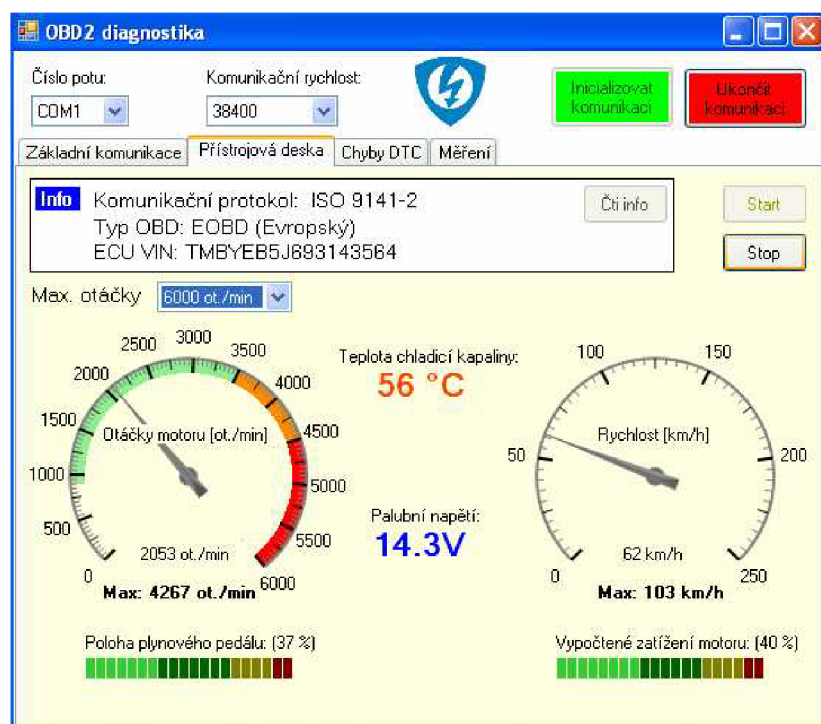 OBD2 diagnostika
Číslo potu:
Komunikační rychlost:
COM1
38400
Inicializovat
komunikaci
Ukončit
komunikaci
Základní komunikace
Přístrojová deska
Chyby DTC
Měření
Info
Komunikační protokol: ISO 9141-2
Typ OBD: EOBD (Evropský)
ECU VIN: TMBYEB5J693143564
Čti info
Start
Stop
Max. otáčky
6000 ot./min
0
500
1000
1500
2000
2500
3000
3500
4000
4500
5000
5500
6000
Otáčky motoru [ot./min]
2053 ot./min
Max: 4267 ot./min
Teplota chladicí kapaliny:
56 °C
Palubní napětí:
14.3V
0
50
100
150
200
250
Rychlost [km/h]
62 km/h
Max: 103 km/h
Poloha plynového pedálu: (37 %)
Vypočtené zatížení motoru: (40 %)